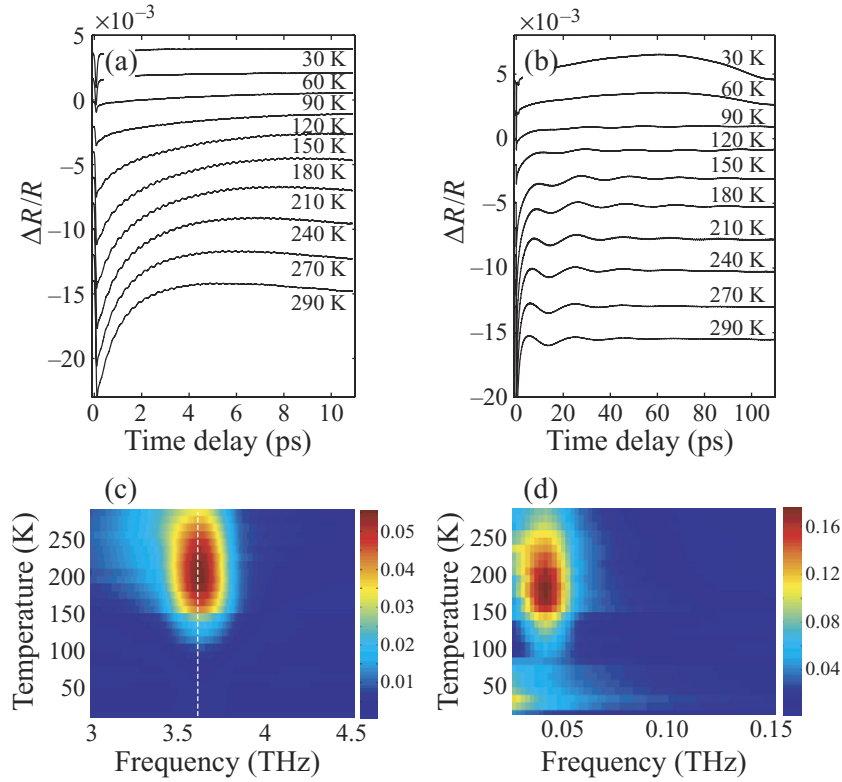 ×10⁻³
(a)
5
0
−5
−10
−15
−20
ΔR/R
30 K
60 K
90 K
120 K
150 K
180 K
210 K
240 K
270 K
290 K
0 2 4 6 8 10
Time delay (ps)
×10⁻³
(b)
5
0
−5
−10
−15
−20
ΔR/R
30 K
60 K
90 K
120 K
150 K
180 K
210 K
240 K
270 K
290 K
0 20 40 60 80 100
Time delay (ps)
(c)
Temperature (K)
250
200
150
100
50
3 3.5 4 4.5
Frequency (THz)
0.05
0.04
0.03
0.02
0.01
(d)
Temperature (K)
250
200
150
100
50
0.05 0.10 0.15
Frequency (THz)
0.16
0.12
0.08
0.04